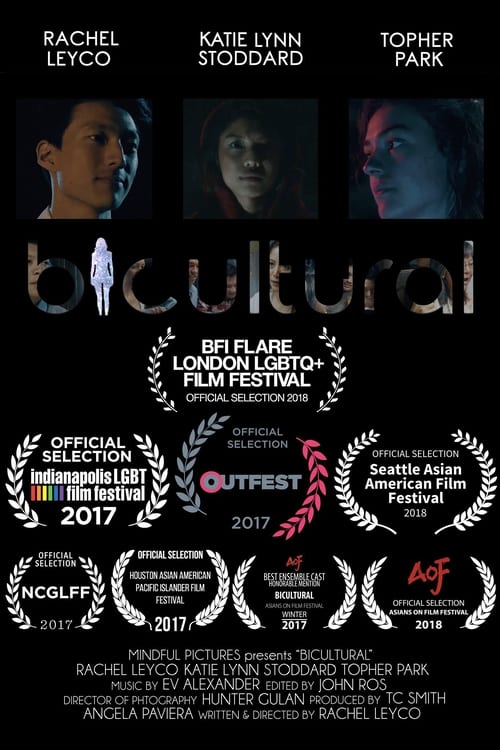 RACHEL LEYCO
KATIE LYNN STODDARD
TOPHER PARK
bicultural
BFI FLARE
LONDON LGBTQ+
FILM FESTIVAL
OFFICIAL SELECTION 2018
OFFICIAL SELECTION
indianapolis LGBT
film festival
2017
OFFICIAL
SELECTION
OUTFEST
2017
OFFICIAL SELECTION
Seattle Asian
American Film
Festival
2018
OFFICIAL
SELECTION
NCGLFF
2017
OFFICIAL SELECTION
HOUSTON ASIAN AMERICAN
PACIFIC ISLANDER FILM
FESTIVAL
2017
AOF
BEST ENSEMBLE CAST
HONORABLE MENTION
BICULTURAL
ASIANS ON FILM FESTIVAL
WINTER
2017
AOF
OFFICIAL SELECTION
ASIANS ON FILM FESTIVAL
2018
MINDFUL PICTURES presents "BICULTURAL"
RACHEL LEYCO KATIE LYNN STODDARD TOPHER PARK
MUSIC BY EV ALEXANDER EDITED BY JOHN ROS
DIRECTOR OF PHTOGRAPHY HUNTER GULAN PRODUCED BY TC SMITH
ANGELA PAVIERA WRITTEN & DIRECTED BY RACHEL LEYCO